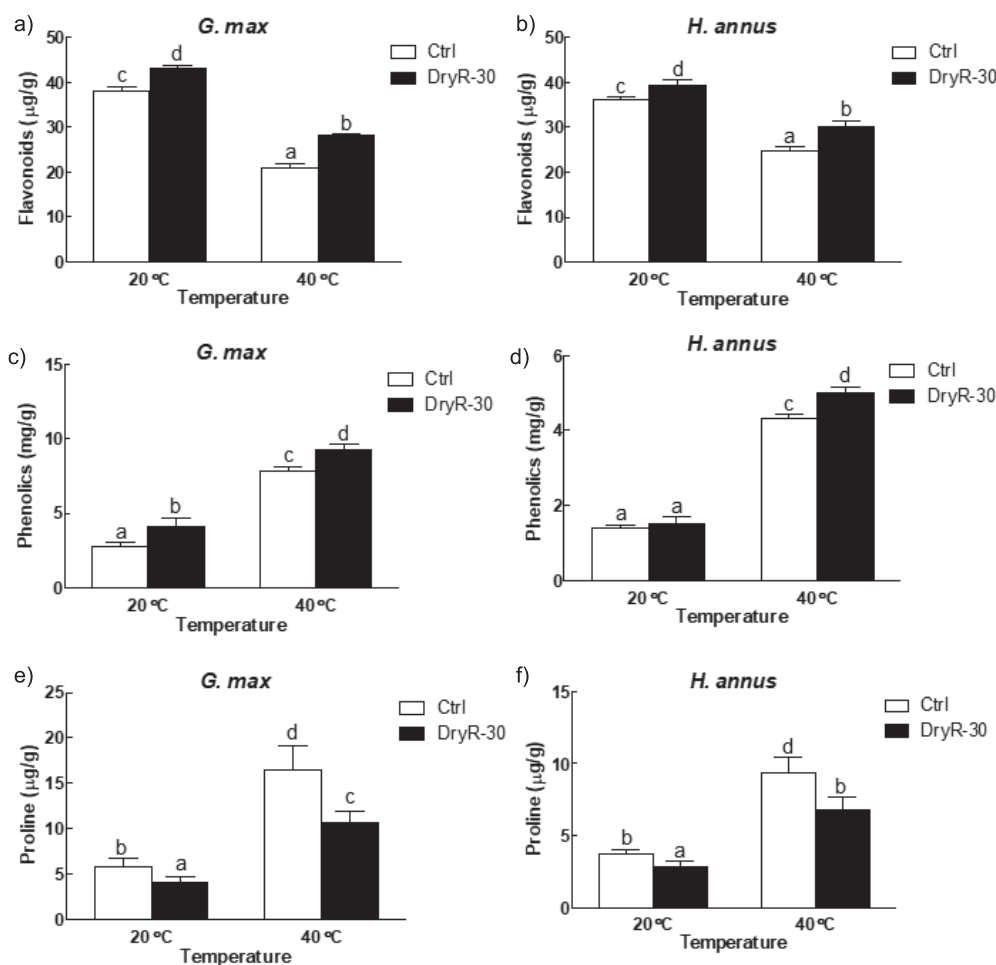 a)
G. max
50
40
30
20
10
0
Flavonoids (µg/g)
c
d
a
b
Ctrl
DryR-30
20 ºC
40 ºC
Temperature
b)
H. annus
50
40
30
20
10
0
Flavonoids (µg/g)
c
d
a
b
Ctrl
DryR-30
20 ºC
40 ºC
Temperature
c)
G. max
15
10
5
0
Phenolics (mg/g)
a
b
c
d
Ctrl
DryR-30
20 ºC
40 ºC
Temperature
d)
H. annus
6
4
2
0
Phenolics (mg/g)
a
a
c
d
Ctrl
DryR-30
20 ºC
40 ºC
Temperature
e)
G. max
25
20
15
10
5
0
Proline (µg/g)
b
a
d
c
Ctrl
DryR-30
20 ºC
40 ºC
Temperature
f)
H. annus
15
10
5
0
Proline (µg/g)
b
a
d
b
Ctrl
DryR-30
20 ºC
40 ºC
Temperature